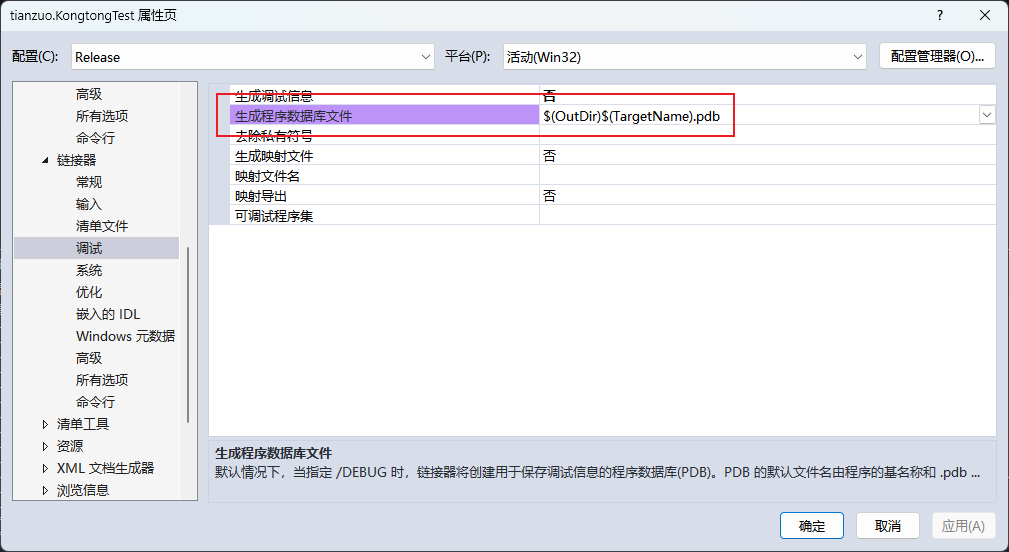 tianzuo.KongtongTest 属性页
?
配置(C):
Release
平台(P):
活动(Win32)
配置管理器(O)...
高级
所有选项
命令行
链接器
常规
输入
清单文件
调试
系统
优化
嵌入的 IDL
Windows 元数据
高级
所有选项
命令行
清单工具
资源
XML 文档生成器
浏览信息
生成调试信息 否
生成程序数据库文件 $(OutDir)$(TargetName).pdb
去除私有符号
生成映射文件 否
映射文件名
映射导出 否
可调试程序集
生成程序数据库文件
默认情况下，当指定 /DEBUG 时，链接器将创建用于保存调试信息的程序数据库(PDB)。PDB 的默认文件名由程序的基名称和 .pdb ...
确定
取消
应用(A)